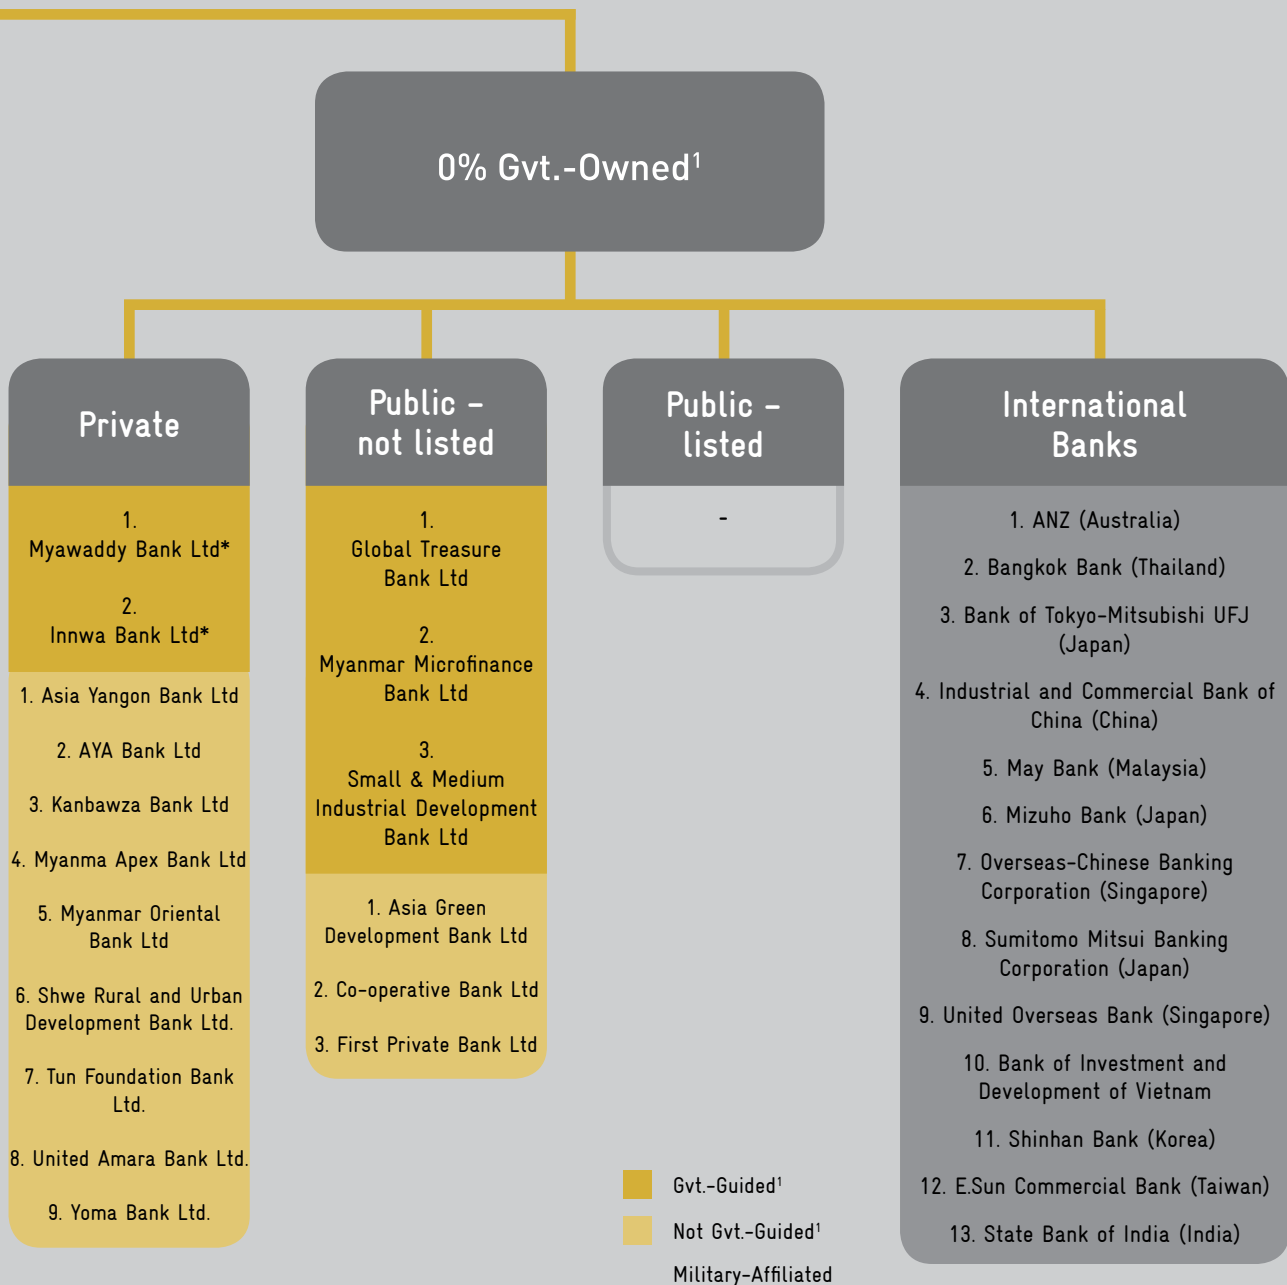 0% Gvt.-Owned¹
Private
1.
Myawaddy Bank Ltd*
2.
Innwa Bank Ltd*
1. Asia Yangon Bank Ltd
2. AYA Bank Ltd
3. Kanbawza Bank Ltd
4. Myanma Apex Bank Ltd
5. Myanmar Oriental
Bank Ltd
6. Shwe Rural and Urban
Development Bank Ltd.
7. Tun Foundation Bank
Ltd.
8. United Amara Bank Ltd.
9. Yoma Bank Ltd.
Public –
not listed
1.
Global Treasure
Bank Ltd
2.
Myanmar Microfinance
Bank Ltd
3.
Small & Medium
Industrial Development
Bank Ltd
1. Asia Green
Development Bank Ltd
2. Co-operative Bank Ltd
3. First Private Bank Ltd
Public –
listed
-
International
Banks
1. ANZ (Australia)
2. Bangkok Bank (Thailand)
3. Bank of Tokyo-Mitsubishi UFJ
(Japan)
4. Industrial and Commercial Bank of
China (China)
5. May Bank (Malaysia)
6. Mizuho Bank (Japan)
7. Overseas-Chinese Banking
Corporation (Singapore)
8. Sumitomo Mitsui Banking
Corporation (Japan)
9. United Overseas Bank (Singapore)
10. Bank of Investment and
Development of Vietnam
11. Shinhan Bank (Korea)
12. E.Sun Commercial Bank (Taiwan)
13. State Bank of India (India)
Gvt.-Guided¹
Not Gvt.-Guided¹
Military-Affiliated